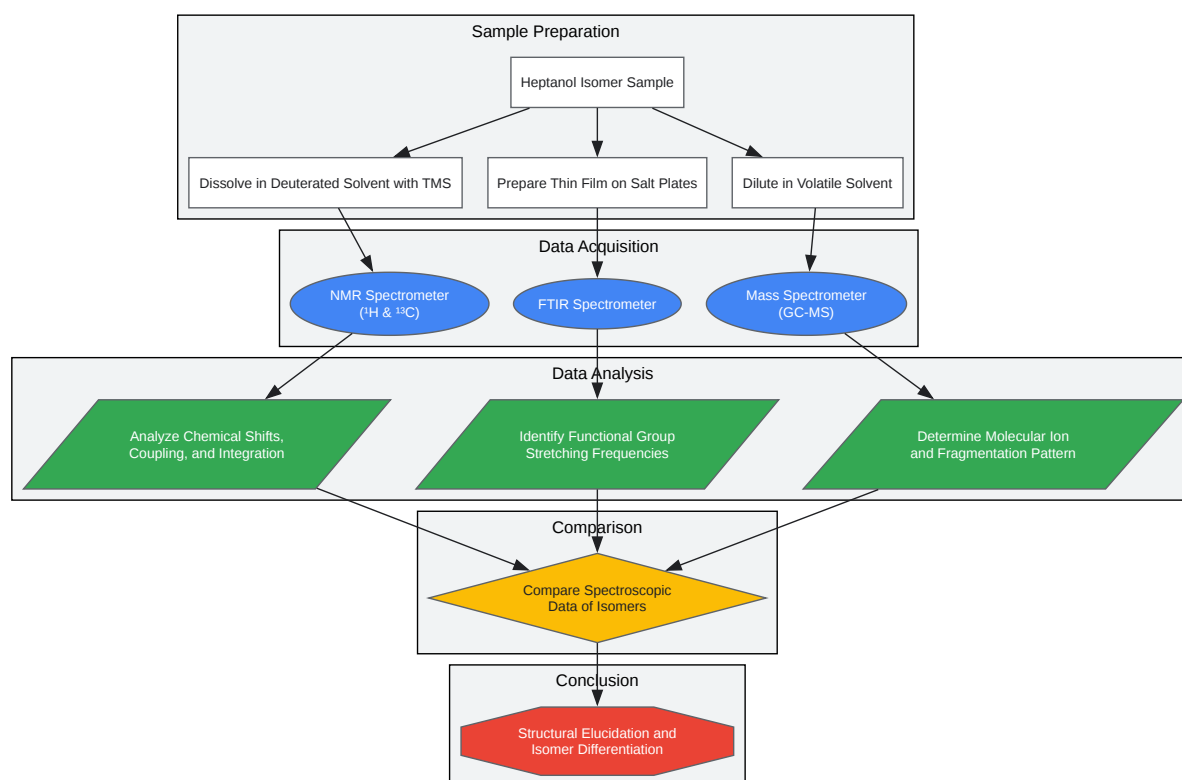 Sample Preparation
Heptanol Isomer Sample
Dissolve in Deuterated Solvent with TMS
Prepare Thin Film on Salt Plates
Dilute in Volatile Solvent
Data Acquisition
NMR Spectrometer
(¹H & ¹³C)
FTIR Spectrometer
Mass Spectrometer
(GC-MS)
Data Analysis
Analyze Chemical Shifts,
Coupling, and Integration
Identify Functional Group
Stretching Frequencies
Determine Molecular Ion
and Fragmentation Pattern
Comparison
Compare Spectroscopic
Data of Isomers
Conclusion
Structural Elucidation and
Isomer Differentiation